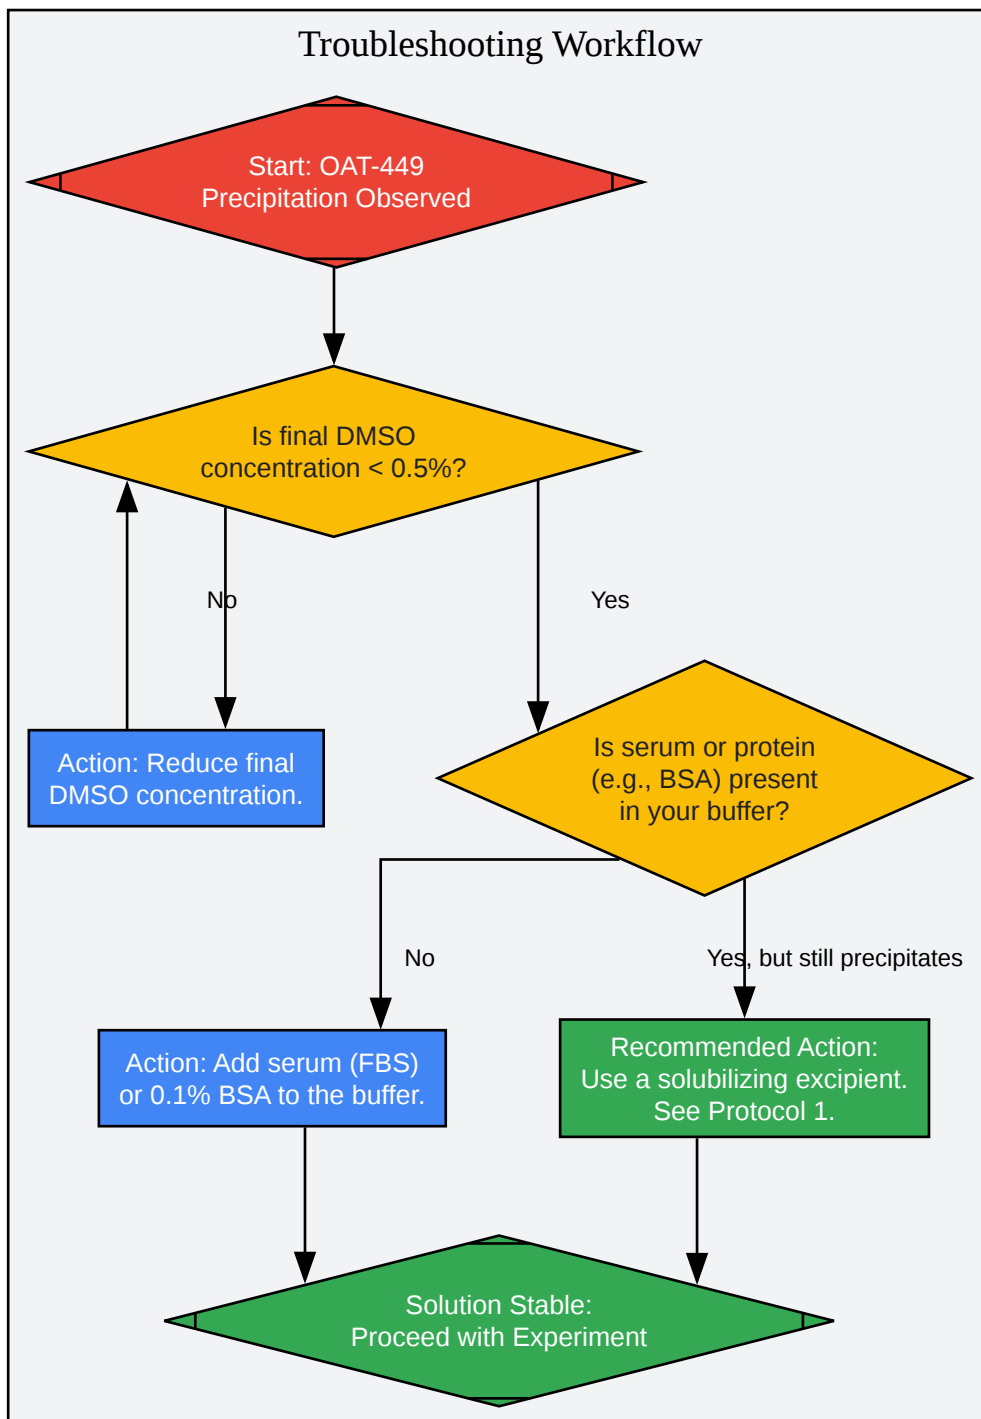 Troubleshooting Workflow
Start: OAT-449
Precipitation Observed
Is final DMSO
concentration < 0.5%?
No
Yes
Action: Reduce final
DMSO concentration.
Is serum or protein
(e.g., BSA) present
in your buffer?
No
Yes, but still precipitates
Action: Add serum (FBS)
or 0.1% BSA to the buffer.
Recommended Action:
Use a solubilizing excipient.
See Protocol 1.
Solution Stable:
Proceed with Experiment